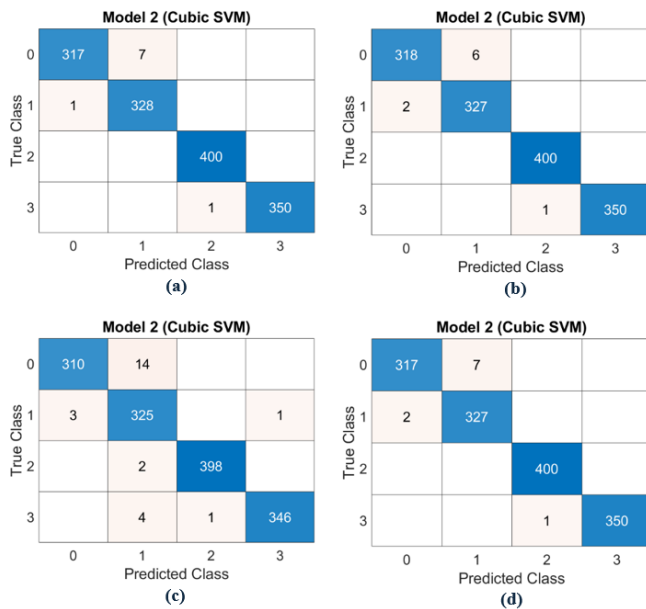 Model 2 (Cubic SVM)
True Class
0 317 7
1 1 328
2 400
3 1 350
0 1 2 3
Predicted Class
(a)
Model 2 (Cubic SVM)
True Class
0 318 6
1 2 327
2 400
3 1 350
0 1 2 3
Predicted Class
(b)
Model 2 (Cubic SVM)
True Class
0 310 14
1 3 325 1
2 2 398
3 4 1 346
0 1 2 3
Predicted Class
(c)
Model 2 (Cubic SVM)
True Class
0 317 7
1 2 327
2 400
3 1 350
0 1 2 3
Predicted Class
(d)